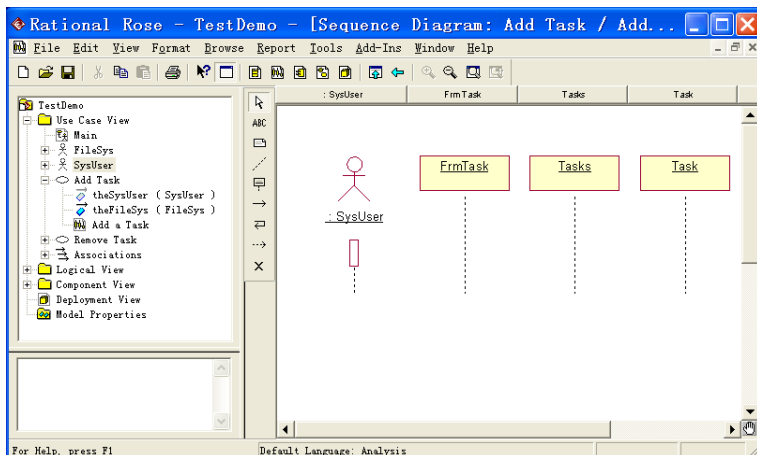 Rational Rose - TestDemo - [Sequence Diagram: Add Task / Add...
File Edit View Format Browse Report Tools Add-Ins Window Help
: SysUser FrmTask Tasks Task
TestDemo
Use Case View
Main
FileSys
SysUser
Add Task
theSysUser ( SysUser )
theFileSys ( FileSys )
Add a Task
Remove Task
Associations
Logical View
Component View
Deployment View
Model Properties
ABC
FrmTask Tasks Task
: SysUser
For Help, press F1 Default Language: Analysis